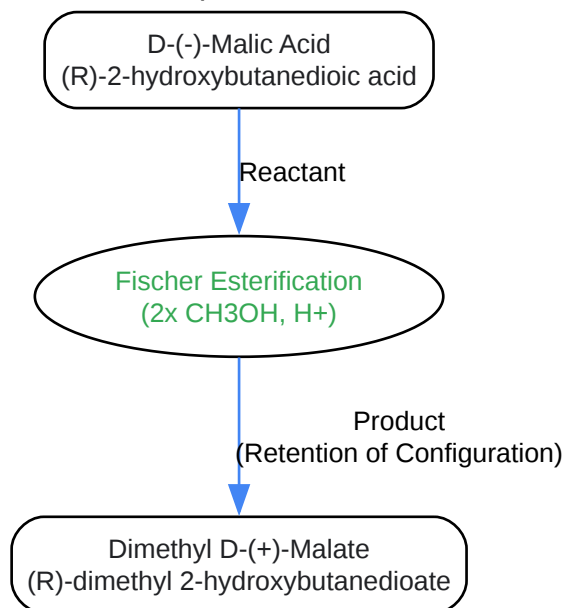 D-(-)-Malic Acid
(R)-2-hydroxybutanedioic acid
Reactant
Fischer Esterification
(2x CH3OH, H+)
Product
(Retention of Configuration)
Dimethyl D-(+)-Malate
(R)-dimethyl 2-hydroxybutanedioate